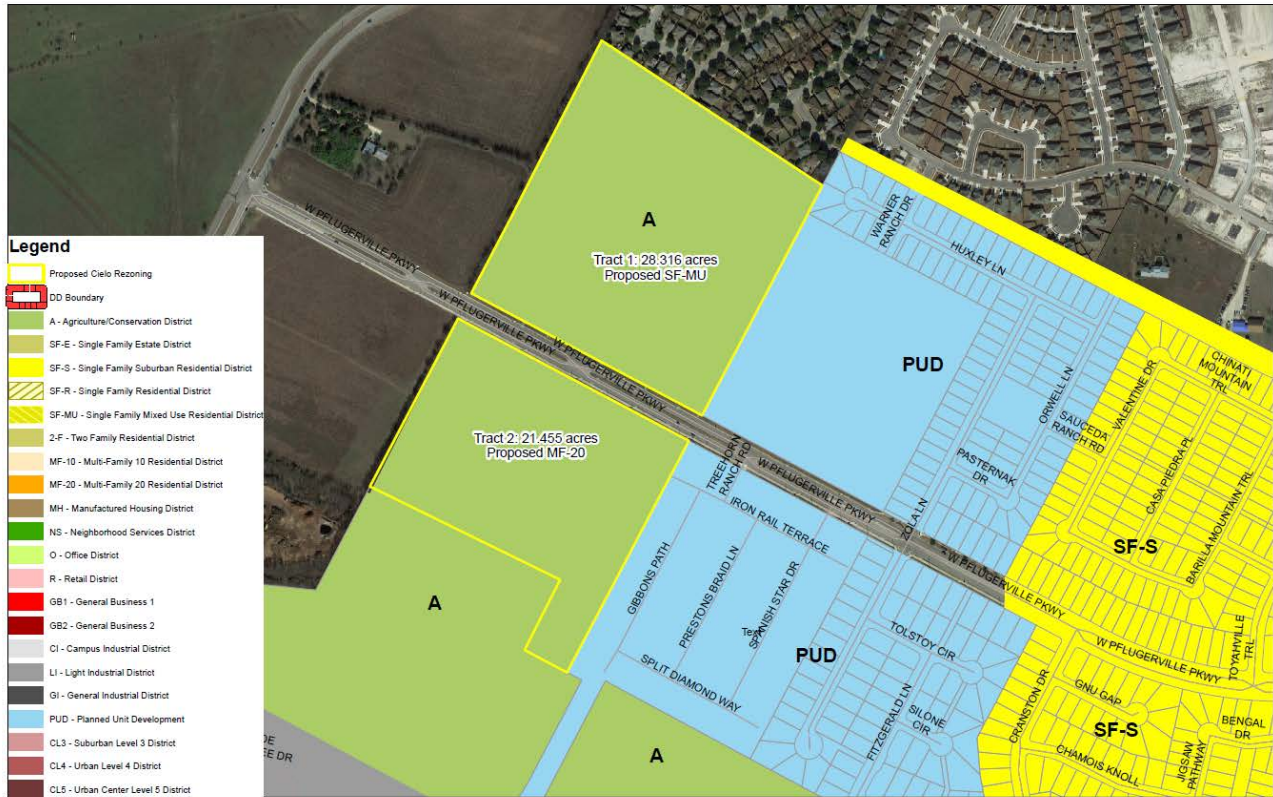 Legend
Proposed Cielo Rezoning
DD Boundary
A - Agriculture/Conservation District
SF-E - Single Family Estate District
SF-S - Single Family Suburban Residential District
SF-R - Single Family Residential District
SF-MU - Single Family Mixed Use Residential District
2-F - Two Family Residential District
MF-10 - Multi-Family 10 Residential District
MF-20 - Multi-Family 20 Residential District
MH - Manufactured Housing District
NS - Neighborhood Services District
O - Office District
R - Retail District
GB1 - General Business 1
GB2 - General Business 2
CI - Campus Industrial District
LI - Light Industrial District
GI - General Industrial District
PUD - Planned Unit Development
CL3 - Suburban Level 3 District
CL4 - Urban Level 4 District
CL5 - Urban Center Level 5 District
W PFLUGERVILLE PKWY
W PFLUGERVILLE PKWY
W PFLUGERVILLE PKWY
W PFLUGERVILLE PKWY
W PFLUGERVILLE PKWY
W PFLUGERVILLE PKWY
A
Tract 1: 28.316 acres
Proposed SF-MU
Tract 2: 21.455 acres
Proposed MF-20
A
A
PUD
PUD
SF-S
SF-S
WARNER
RANCH DR
HUXLEY LN
ORWELL LN
SAUCEDA
RANCH RD
PASTERNAK
DR
ZOLA LN
VALENTINE DR
CHINATI
MOUNTAIN
TRL
CASA PIEDRA PL
BARILLA MOUNTAIN TRL
TOYAHVILLE
TRL
TREEHORN
RANCH RD
IRON RAIL TERRACE
GIBBONS PATH
PRESTONS BRAID LN
SPANISH STAR DR
SPLIT DIAMOND WAY
TOLSTOY CIR
FITZGERALD LN
SILONE
CIR
CRANSTON DR
GNU GAP
CHAMOIS KNOLL
JIGSAW
PATHWAY
BENGAL
DR
EE DR